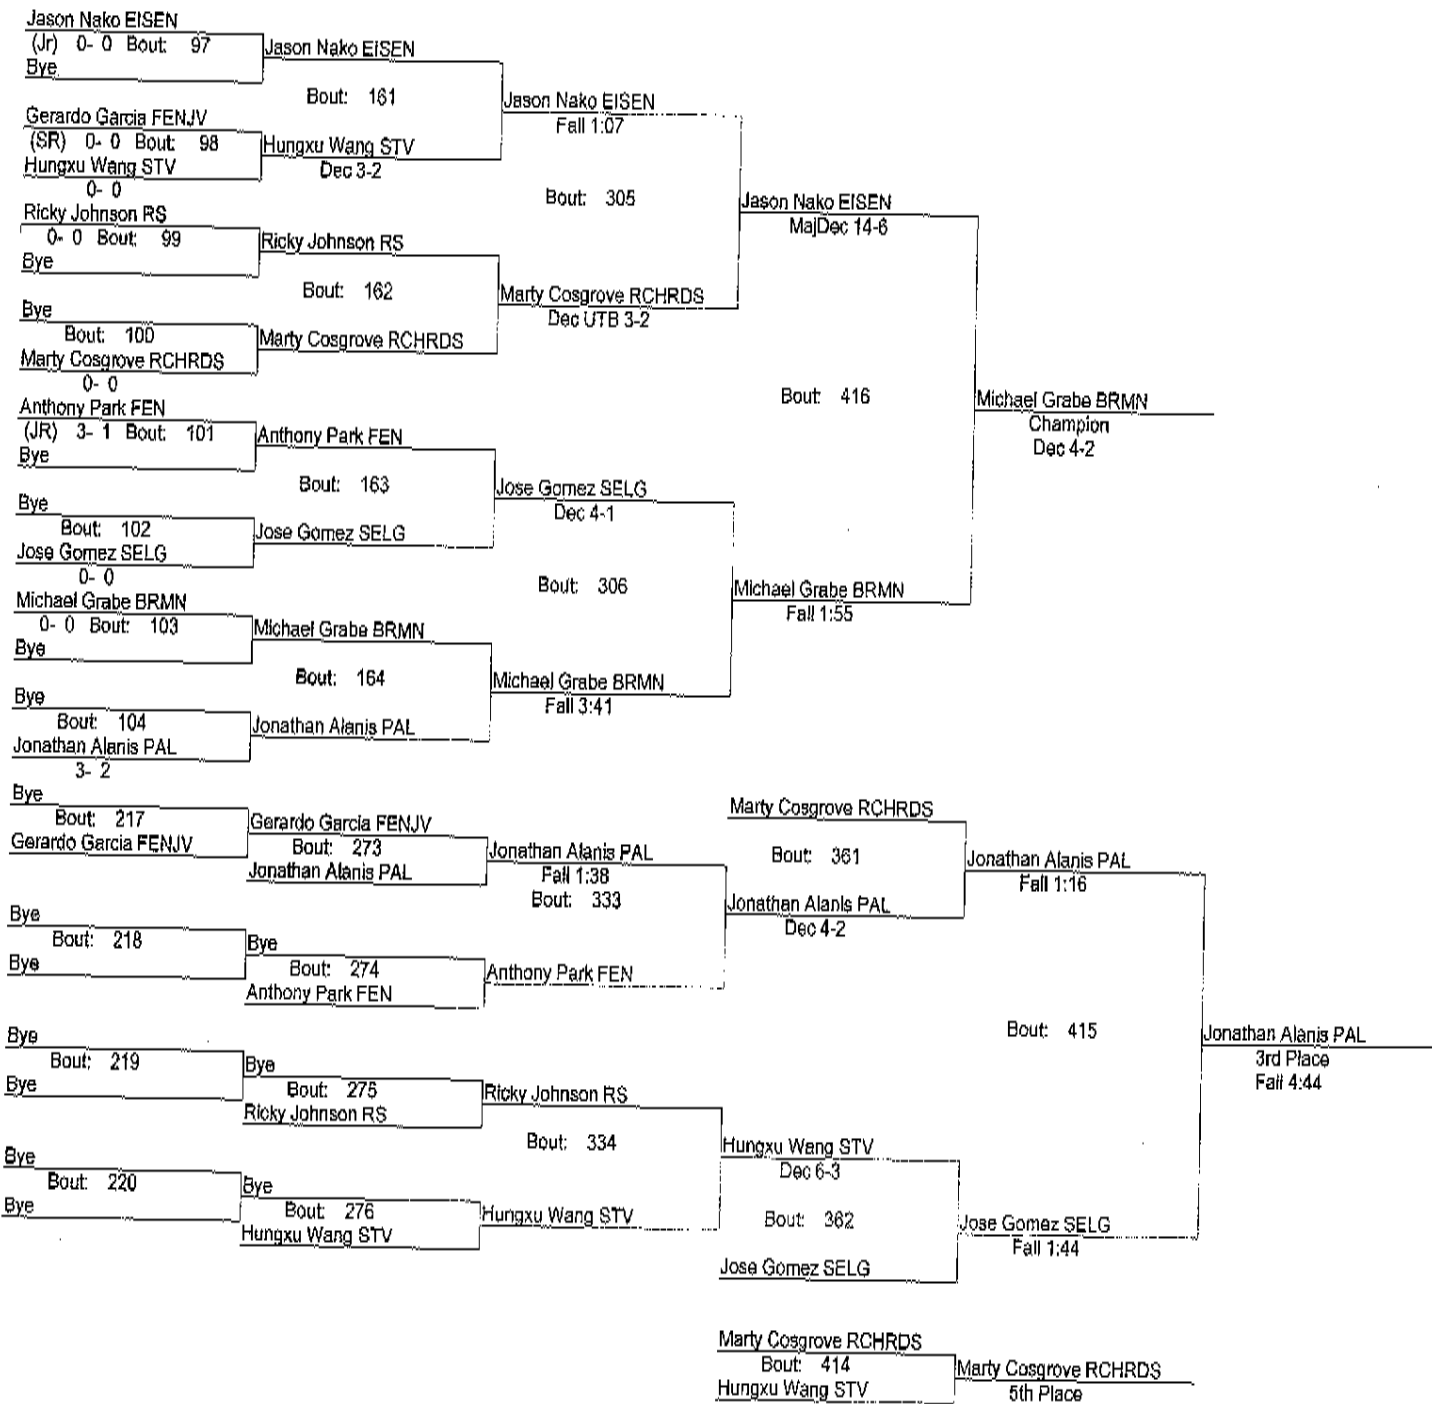 Jason Nako EISEN
(Jr) 0- 0 Bout: 97
Bye
Jason Nako EISEN
Bout: 161
Gerardo Garcia FENJV
(SR) 0- 0 Bout: 98
Hungxu Wang STV
0- 0
Hungxu Wang STV
Dec 3-2
Jason Nako EISEN
Fall 1:07
Bout: 305
Ricky Johnson RS
0- 0 Bout: 99
Bye
Ricky Johnson RS
Bout: 162
Bye
Bout: 100
Marty Cosgrove RCHRDS
0- 0
Marty Cosgrove RCHRDS
Marty Cosgrove RCHRDS
Dec UTB 3-2
Jason Nako EISEN
MajDec 14-6
Bout: 416
Anthony Park FEN
(JR) 3- 1 Bout: 101
Bye
Anthony Park FEN
Bout: 163
Bye
Bout: 102
Jose Gomez SELG
0- 0
Jose Gomez SELG
Jose Gomez SELG
Dec 4-1
Bout: 306
Michael Grabe BRMN
0- 0 Bout: 103
Bye
Michael Grabe BRMN
Bout: 164
Bye
Bout: 104
Jonathan Alanis PAL
3- 2
Jonathan Alanis PAL
Michael Grabe BRMN
Fall 3:41
Michael Grabe BRMN
Fall 1:55
Michael Grabe BRMN
Champion
Dec 4-2
Bye
Bout: 217
Gerardo Garcia FENJV
Gerardo Garcia FENJV
Bout: 273
Jonathan Alanis PAL
Jonathan Alanis PAL
Fall 1:38
Bout: 333
Bye
Bout: 218
Bye
Bye
Bout: 274
Anthony Park FEN
Anthony Park FEN
Marty Cosgrove RCHRDS
Bout: 361
Jonathan Alanis PAL
Dec 4-2
Jonathan Alanis PAL
Fall 1:16
Bout: 415
Bye
Bout: 219
Bye
Bye
Bout: 275
Ricky Johnson RS
Ricky Johnson RS
Bout: 334
Bye
Bout: 220
Bye
Bye
Bout: 276
Hungxu Wang STV
Hungxu Wang STV
Hungxu Wang STV
Dec 6-3
Bout: 362
Jose Gomez SELG
Jose Gomez SELG
Fall 1:44
Jonathan Alanis PAL
3rd Place
Fall 4:44
Marty Cosgrove RCHRDS
Bout: 414
Hungxu Wang STV
Marty Cosgrove RCHRDS
5th Place